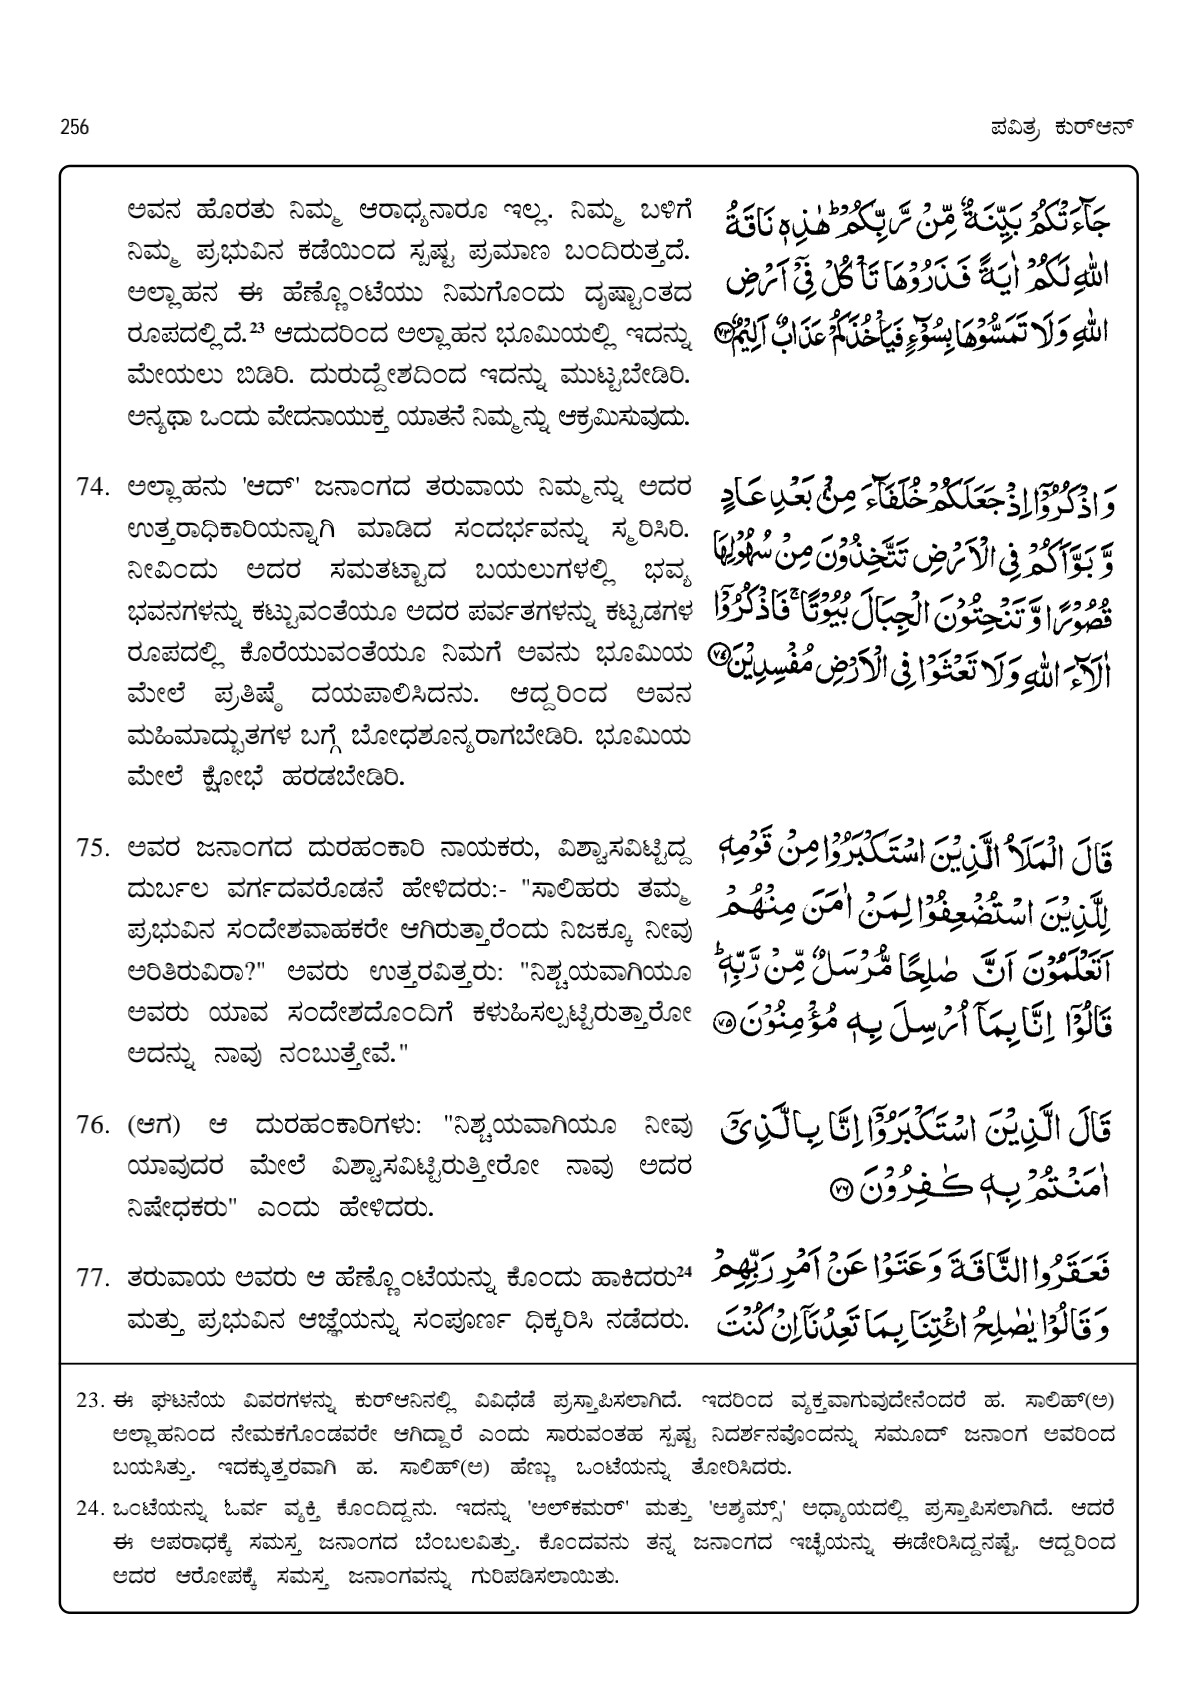 256
ಪವಿತ್ರ ಕುರ್‌ಆನ್
ಅವನ ಹೊರತು ನಿಮ್ಮ ಆರಾಧ್ಯನಾರೂ ಇಲ್ಲ. ನಿಮ್ಮ ಬಳಿಗೆ
ನಿಮ್ಮ ಪ್ರಭುವಿನ ಕಡೆಯಿಂದ ಸ್ಪಷ್ಟ ಪ್ರಮಾಣ ಬಂದಿರುತ್ತದೆ.
ಅಲ್ಲಾಹನ ಈ ಹೆಣ್ಣೊಂಟೆಯು ನಿಮಗೊಂದು ದೃಷ್ಟಾಂತದ
ರೂಪದಲ್ಲಿದೆ.²³ ಆದುದರಿಂದ ಅಲ್ಲಾಹನ ಭೂಮಿಯಲ್ಲಿ ಇದನ್ನು
ಮೇಯಲು ಬಿಡಿರಿ. ದುರುದ್ದೇಶದಿಂದ ಇದನ್ನು ಮುಟ್ಟಬೇಡಿರಿ.
ಅನ್ಯಥಾ ಒಂದು ವೇದನಾಯುಕ್ತ ಯಾತನೆ ನಿಮ್ಮನ್ನು ಆಕ್ರಮಿಸುವುದು.
جَآءَتْكُمْ بَيِّنَةٌ مِّنْ رَّبِّكُمْ ؕ هٰذِهٖ نَاقَةُ
اللّٰهِ لَكُمْ اٰيَةً فَذَرُوْهَا تَاْكُلْ فِيْۤ اَرْضِ
اللّٰهِ وَلَا تَمَسُّوْهَا بِسُوْٓءٍ فَيَاْخُذَكُمْ عَذَابٌ اَلِيْمٌ ﴿٧٣﴾
74. ಅಲ್ಲಾಹನು 'ಆದ್' ಜನಾಂಗದ ತರುವಾಯ ನಿಮ್ಮನ್ನು ಅದರ
ಉತ್ತರಾಧಿಕಾರಿಯನ್ನಾಗಿ ಮಾಡಿದ ಸಂದರ್ಭವನ್ನು ಸ್ಮರಿಸಿರಿ.
ನೀವಿಂದು ಅದರ ಸಮತಟ್ಟಾದ ಬಯಲುಗಳಲ್ಲಿ ಭವ್ಯ
ಭವನಗಳನ್ನು ಕಟ್ಟುವಂತೆಯೂ ಅದರ ಪರ್ವತಗಳನ್ನು ಕಟ್ಟಡಗಳ
ರೂಪದಲ್ಲಿ ಕೊರೆಯುವಂತೆಯೂ ನಿಮಗೆ ಅವನು ಭೂಮಿಯ
ಮೇಲೆ ಪ್ರತಿಷ್ಠೆ ದಯಪಾಲಿಸಿದನು. ಆದ್ದರಿಂದ ಅವನ
ಮಹಿಮಾದ್ಭುತಗಳ ಬಗ್ಗೆ ಬೋಧಶೂನ್ಯರಾಗಬೇಡಿರಿ. ಭೂಮಿಯ
ಮೇಲೆ ಕ್ಷೋಭೆ ಹರಡಬೇಡಿರಿ.
وَاذْكُرُوْۤا اِذْ جَعَلَكُمْ خُلَفَآءَ مِنْۢ بَعْدِ عَادٍ
وَّبَوَّاَكُمْ فِي الْاَرْضِ تَتَّخِذُوْنَ مِنْ سُهُوْلِهَا
قُصُوْرًا وَّتَنْحِتُوْنَ الْجِبَالَ بُيُوْتًا ۚ فَاذْكُرُوْۤا
اٰلَآءَ اللّٰهِ وَلَا تَعْثَوْا فِي الْاَرْضِ مُفْسِدِيْنَ ﴿٧٤﴾
75. ಅವರ ಜನಾಂಗದ ದುರಹಂಕಾರಿ ನಾಯಕರು, ವಿಶ್ವಾಸವಿಟ್ಟಿದ್ದ
ದುರ್ಬಲ ವರ್ಗದವರೊಡನೆ ಹೇಳಿದರು:- "ಸಾಲಿಹರು ತಮ್ಮ
ಪ್ರಭುವಿನ ಸಂದೇಶವಾಹಕರೇ ಆಗಿರುತ್ತಾರೆಂದು ನಿಜಕ್ಕೂ ನೀವು
ಅರಿತಿರುವಿರಾ?" ಅವರು ಉತ್ತರವಿತ್ತರು: "ನಿಶ್ಚಯವಾಗಿಯೂ
ಅವರು ಯಾವ ಸಂದೇಶದೊಂದಿಗೆ ಕಳುಹಿಸಲ್ಪಟ್ಟಿರುತ್ತಾರೋ
ಅದನ್ನು ನಾವು ನಂಬುತ್ತೇವೆ."
قَالَ الْمَلَاُ الَّذِيْنَ اسْتَكْبَرُوْا مِنْ قَوْمِهٖ
لِلَّذِيْنَ اسْتُضْعِفُوْا لِمَنْ اٰمَنَ مِنْهُمْ
اَتَعْلَمُوْنَ اَنَّ صٰلِحًا مُّرْسَلٌ مِّنْ رَّبِّهٖ ؕ
قَالُوْۤا اِنَّا بِمَاۤ اُرْسِلَ بِهٖ مُؤْمِنُوْنَ ﴿٧٥﴾
76. (ಆಗ) ಆ ದುರಹಂಕಾರಿಗಳು: "ನಿಶ್ಚಯವಾಗಿಯೂ ನೀವು
ಯಾವುದರ ಮೇಲೆ ವಿಶ್ವಾಸವಿಟ್ಟಿರುತ್ತೀರೋ ನಾವು ಅದರ
ನಿಷೇಧಕರು" ಎಂದು ಹೇಳಿದರು.
قَالَ الَّذِيْنَ اسْتَكْبَرُوْۤا اِنَّا بِالَّذِيْۤ
اٰمَنْتُمْ بِهٖ كٰفِرُوْنَ ﴿٧٦﴾
77. ತರುವಾಯ ಅವರು ಆ ಹೆಣ್ಣೊಂಟೆಯನ್ನು ಕೊಂದು ಹಾಕಿದರು²⁴
ಮತ್ತು ಪ್ರಭುವಿನ ಆಜ್ಞೆಯನ್ನು ಸಂಪೂರ್ಣ ಧಿಕ್ಕರಿಸಿ ನಡೆದರು.
فَعَقَرُوا النَّاقَةَ وَعَتَوْا عَنْ اَمْرِ رَبِّهِمْ
وَقَالُوْا يٰصٰلِحُ ائْتِنَا بِمَا تَعِدُنَاۤ اِنْ كُنْتَ
23. ಈ ಘಟನೆಯ ವಿವರಗಳನ್ನು ಕುರ್‌ಆನಿನಲ್ಲಿ ವಿವಿಧೆಡೆ ಪ್ರಸ್ತಾಪಿಸಲಾಗಿದೆ. ಇದರಿಂದ ವ್ಯಕ್ತವಾಗುವುದೇನೆಂದರೆ ಹ. ಸಾಲಿಹ್(ಅ)
ಅಲ್ಲಾಹನಿಂದ ನೇಮಕಗೊಂಡವರೇ ಆಗಿದ್ದಾರೆ ಎಂದು ಸಾರುವಂತಹ ಸ್ಪಷ್ಟ ನಿದರ್ಶನವೊಂದನ್ನು ಸಮೂದ್ ಜನಾಂಗ ಅವರಿಂದ
ಬಯಸಿತ್ತು. ಇದಕ್ಕುತ್ತರವಾಗಿ ಹ. ಸಾಲಿಹ್(ಅ) ಹೆಣ್ಣು ಒಂಟೆಯನ್ನು ತೋರಿಸಿದರು.
24. ಒಂಟೆಯನ್ನು ಓರ್ವ ವ್ಯಕ್ತಿ ಕೊಂದಿದ್ದನು. ಇದನ್ನು 'ಅಲ್‌ಕಮರ್' ಮತ್ತು 'ಅಶ್ಶಮ್ಸ್' ಅಧ್ಯಾಯದಲ್ಲಿ ಪ್ರಸ್ತಾಪಿಸಲಾಗಿದೆ. ಆದರೆ
ಈ ಅಪರಾಧಕ್ಕೆ ಸಮಸ್ತ ಜನಾಂಗದ ಬೆಂಬಲವಿತ್ತು. ಕೊಂದವನು ತನ್ನ ಜನಾಂಗದ ಇಚ್ಛೆಯನ್ನು ಈಡೇರಿಸಿದ್ದನಷ್ಟೆ. ಆದ್ದರಿಂದ
ಅದರ ಆರೋಪಕ್ಕೆ ಸಮಸ್ತ ಜನಾಂಗವನ್ನು ಗುರಿಪಡಿಸಲಾಯಿತು.